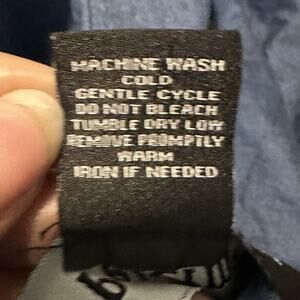 MACHINE WASH
COLD
GENTLE CYCLE
DO NOT BLEACH
TUMBLE DRY LOW
REMOVE PROMPTLY
WARM
IRON IF NEEDED